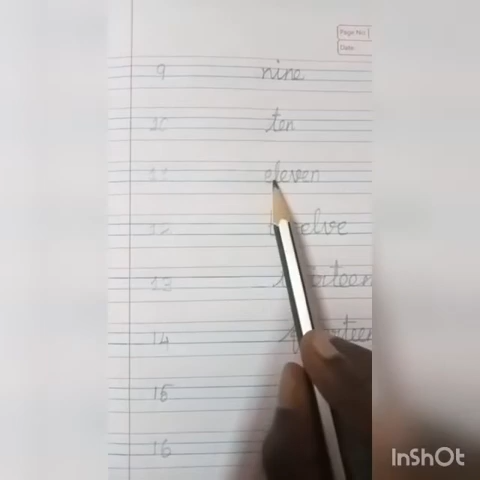 Page No:
Date
9 nine
10 ten
11 eleven
12 twelve
13
14
15
16
InShOt